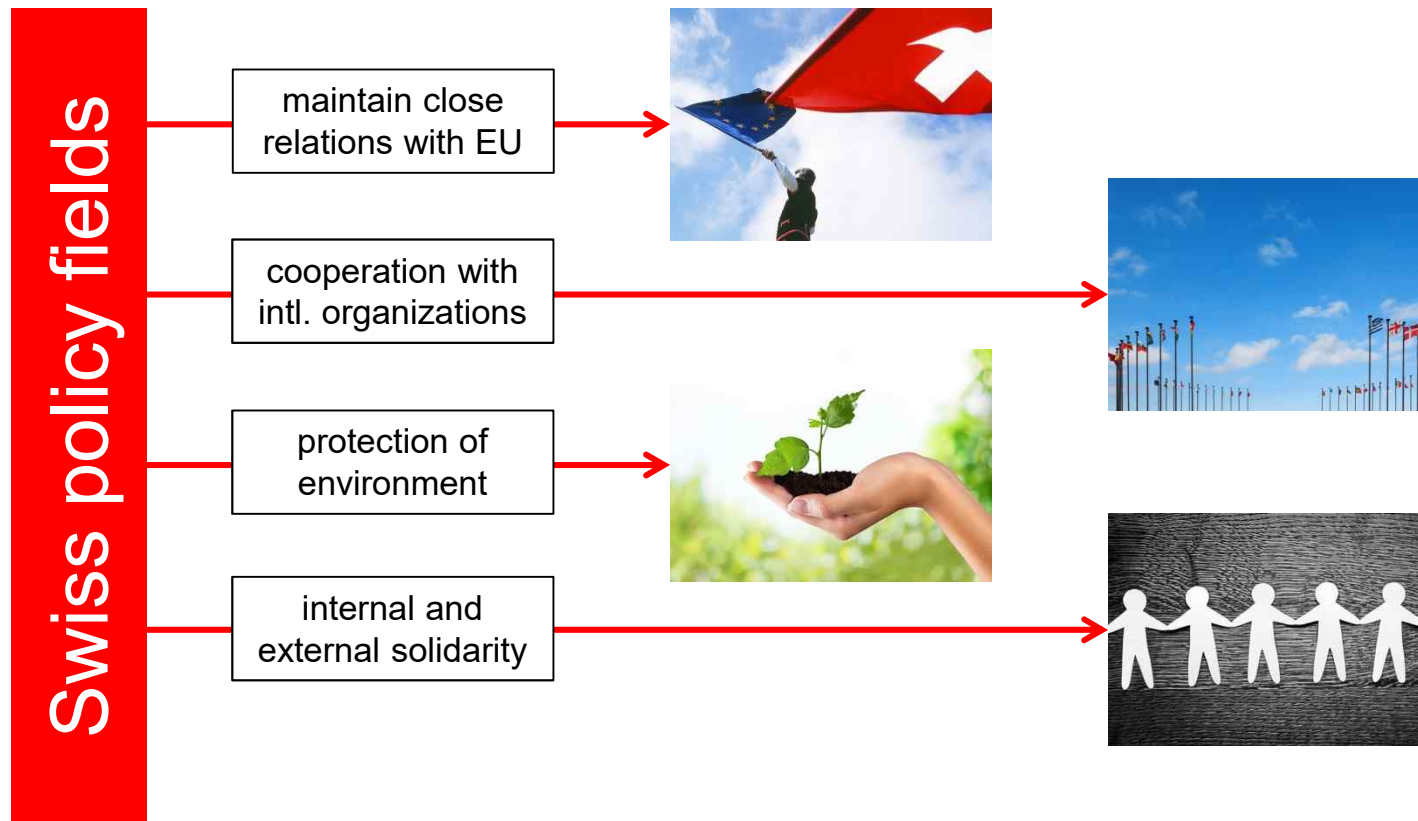 Swiss policy fields
maintain close
relations with EU
cooperation with
intl. organizations
protection of
environment
internal and
external solidarity